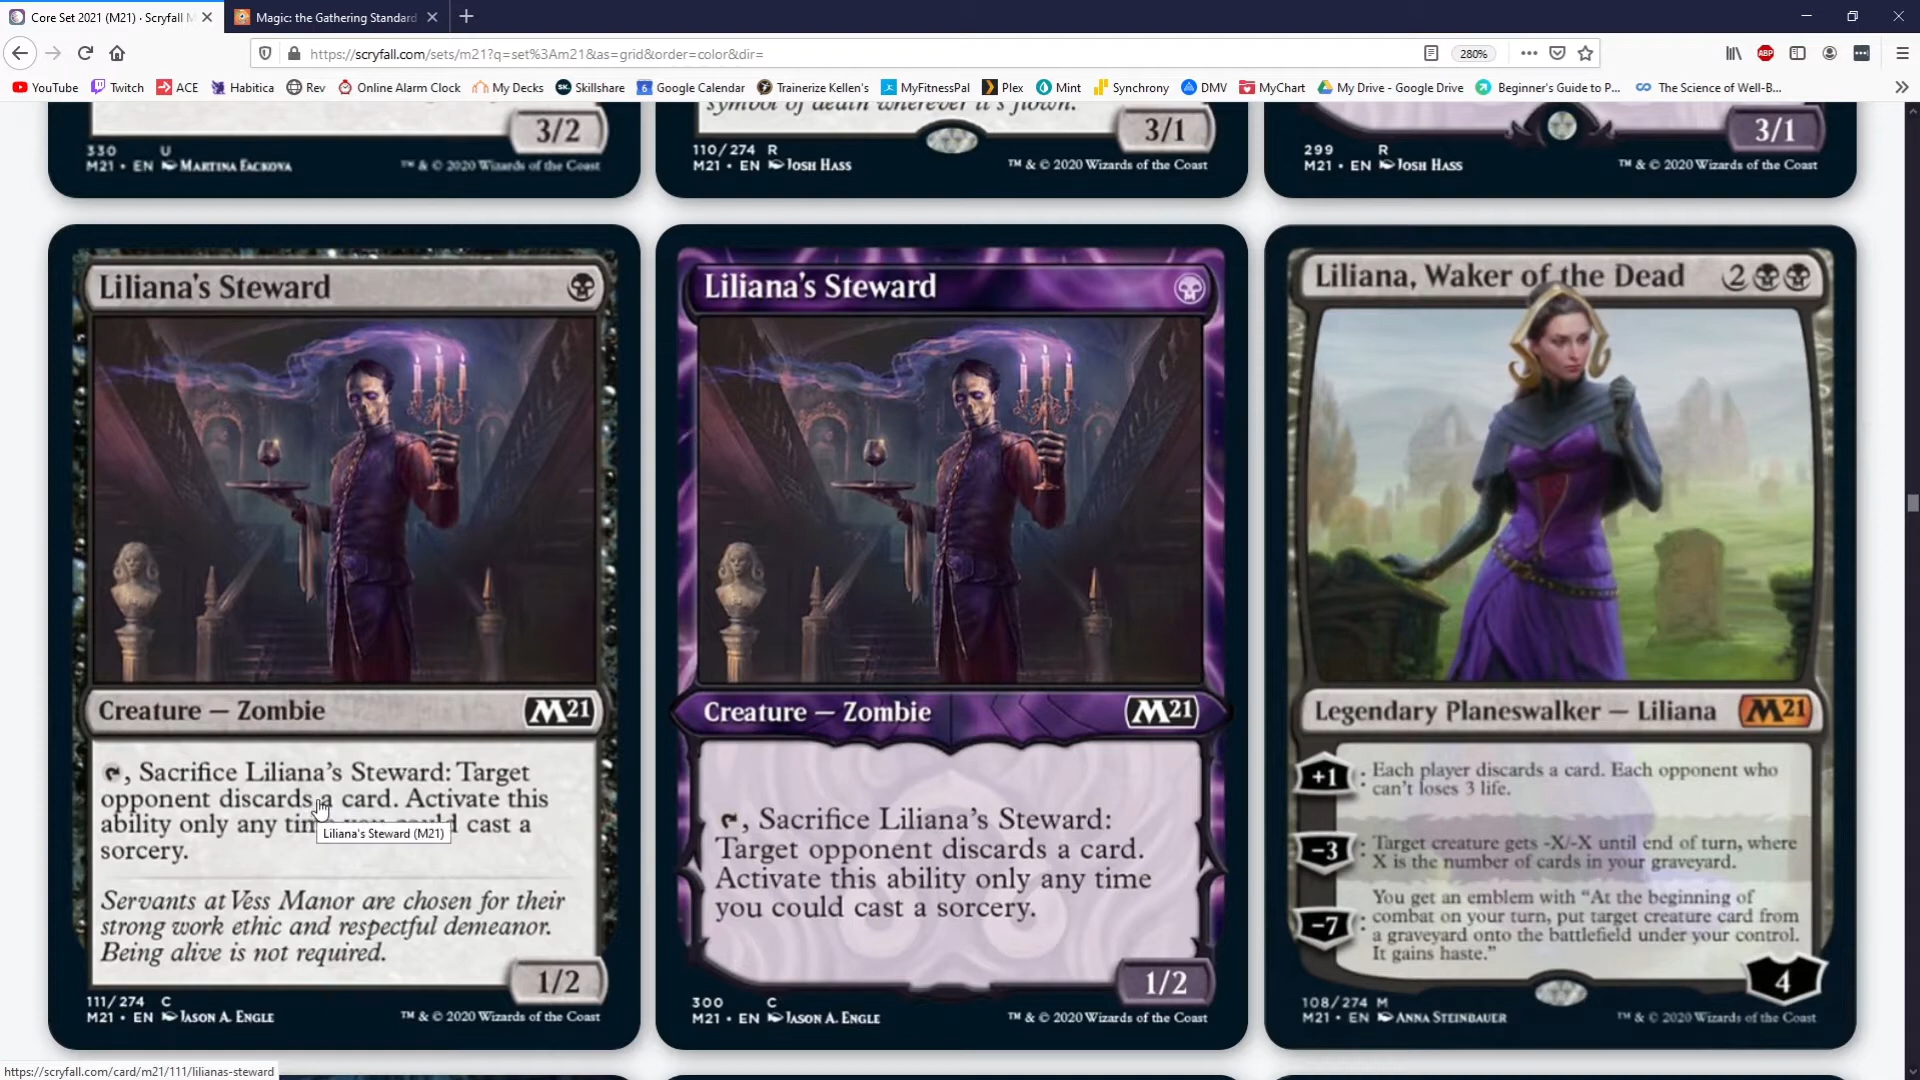 Core Set 2021 (M21) · Scryfall M
Magic: the Gathering Standard
https://scryfall.com/sets/m21?q=set%3Am21&as=grid&order=color&dir=
280%
ABP
YouTube
Twitch
ACE
Habitica
Rev
Online Alarm Clock
My Decks
Skillshare
Google Calendar
Trainerize Kellen's
MyFitnessPal
Plex
Mint
Synchrony
DMV
MyChart
My Drive - Google Drive
Beginner's Guide to P...
The Science of Well-B...
3/2
330 U
M21 • EN MARTINA FACKOVA
™ & © 2020 Wizards of the Coast
symbol of death wherever it's flown.
3/1
110/274 R
M21 • EN JOSH HASS
™ & © 2020 Wizards of the Coast
3/1
299 R
M21 • EN JOSH HASS
™ & © 2020 Wizards of the Coast
Liliana's Steward
Creature — Zombie
M21
, Sacrifice Liliana's Steward: Target
opponent discards a card. Activate this
ability only any cast a
sorcery.
Liliana's Steward (M21)
Servants at Vess Manor are chosen for their
strong work ethic and respectful demeanor.
Being alive is not required.
1/2
111/274 C
M21 • EN JASON A. ENGLE
™ & © 2020 Wizards of the Coast
Liliana's Steward
Creature — Zombie
M21
, Sacrifice Liliana's Steward:
Target opponent discards a card.
Activate this ability only any time
you could cast a sorcery.
1/2
300 C
M21 • EN JASON A. ENGLE
™ & © 2020 Wizards of the Coast
Liliana, Waker of the Dead
2
Legendary Planeswalker — Liliana
M21
+1 : Each player discards a card. Each opponent who
can't loses 3 life.
-3 : Target creature gets -X/-X until end of turn, where
X is the number of cards in your graveyard.
You get an emblem with “At the beginning of
-7 : combat on your turn, put target creature card from
a graveyard onto the battlefield under your control.
It gains haste.”
4
108/274 M
M21 • EN ANNA STEINBAUER
™ & © 2020 Wizards of the Coast
https://scryfall.com/card/m21/111/lilianas-steward